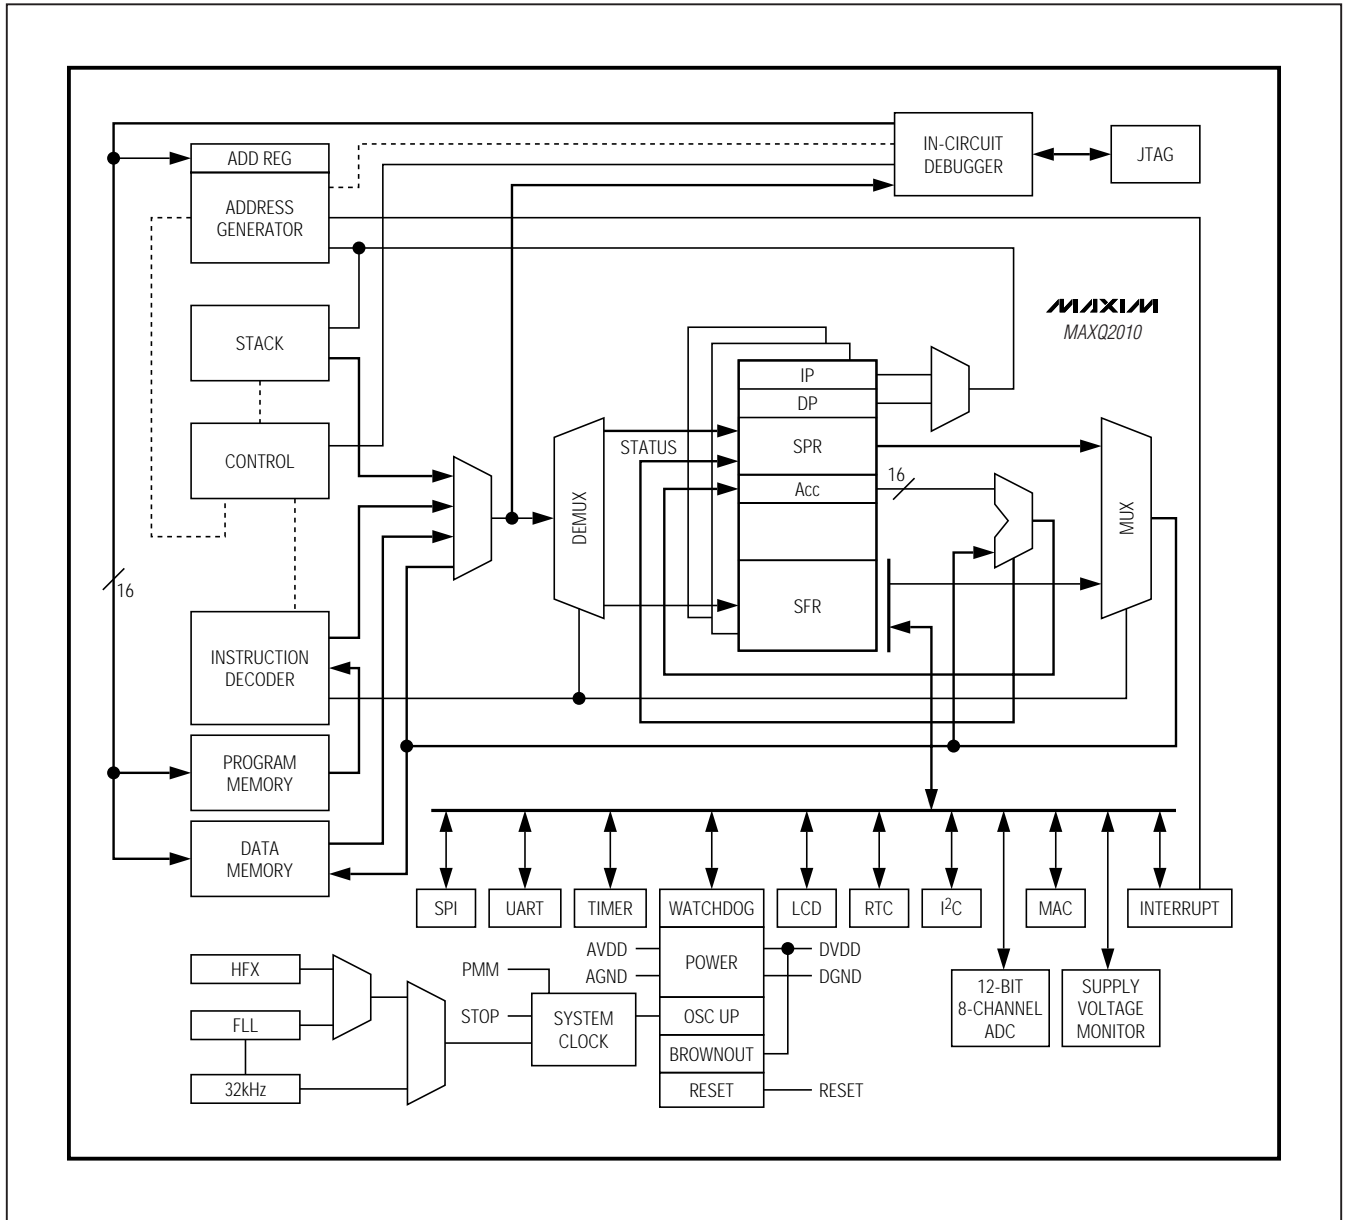 IN-CIRCUIT
DEBUGGER
JTAG
ADD REG
ADDRESS
GENERATOR
MAXIM
MAXQ2010
STACK
CONTROL
16
INSTRUCTION
DECODER
PROGRAM
MEMORY
DATA
MEMORY
DEMUX
STATUS
IP
DP
SPR
Acc
SFR
16
MUX
SPI
UART
TIMER
WATCHDOG
LCD
RTC
I²C
MAC
INTERRUPT
AVDD
AGND
POWER
DVDD
DGND
12-BIT
8-CHANNEL
ADC
SUPPLY
VOLTAGE
MONITOR
HFX
FLL
32kHz
PMM
STOP
SYSTEM
CLOCK
OSC UP
BROWNOUT
RESET
RESET